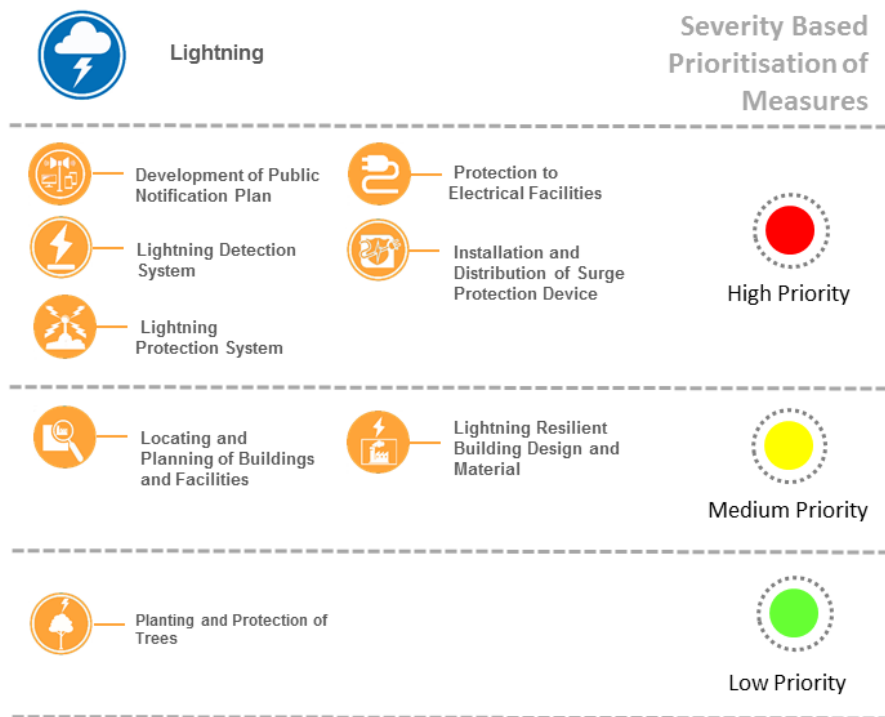 Lightning
Severity Based
Prioritisation of
Measures
Development of Public
Notification Plan
Protection to
Electrical Facilities
Lightning Detection
System
Installation and
Distribution of Surge
Protection Device
Lightning
Protection System
High Priority
Locating and
Planning of Buildings
and Facilities
Lightning Resilient
Building Design and
Material
Medium Priority
Planting and Protection of
Trees
Low Priority